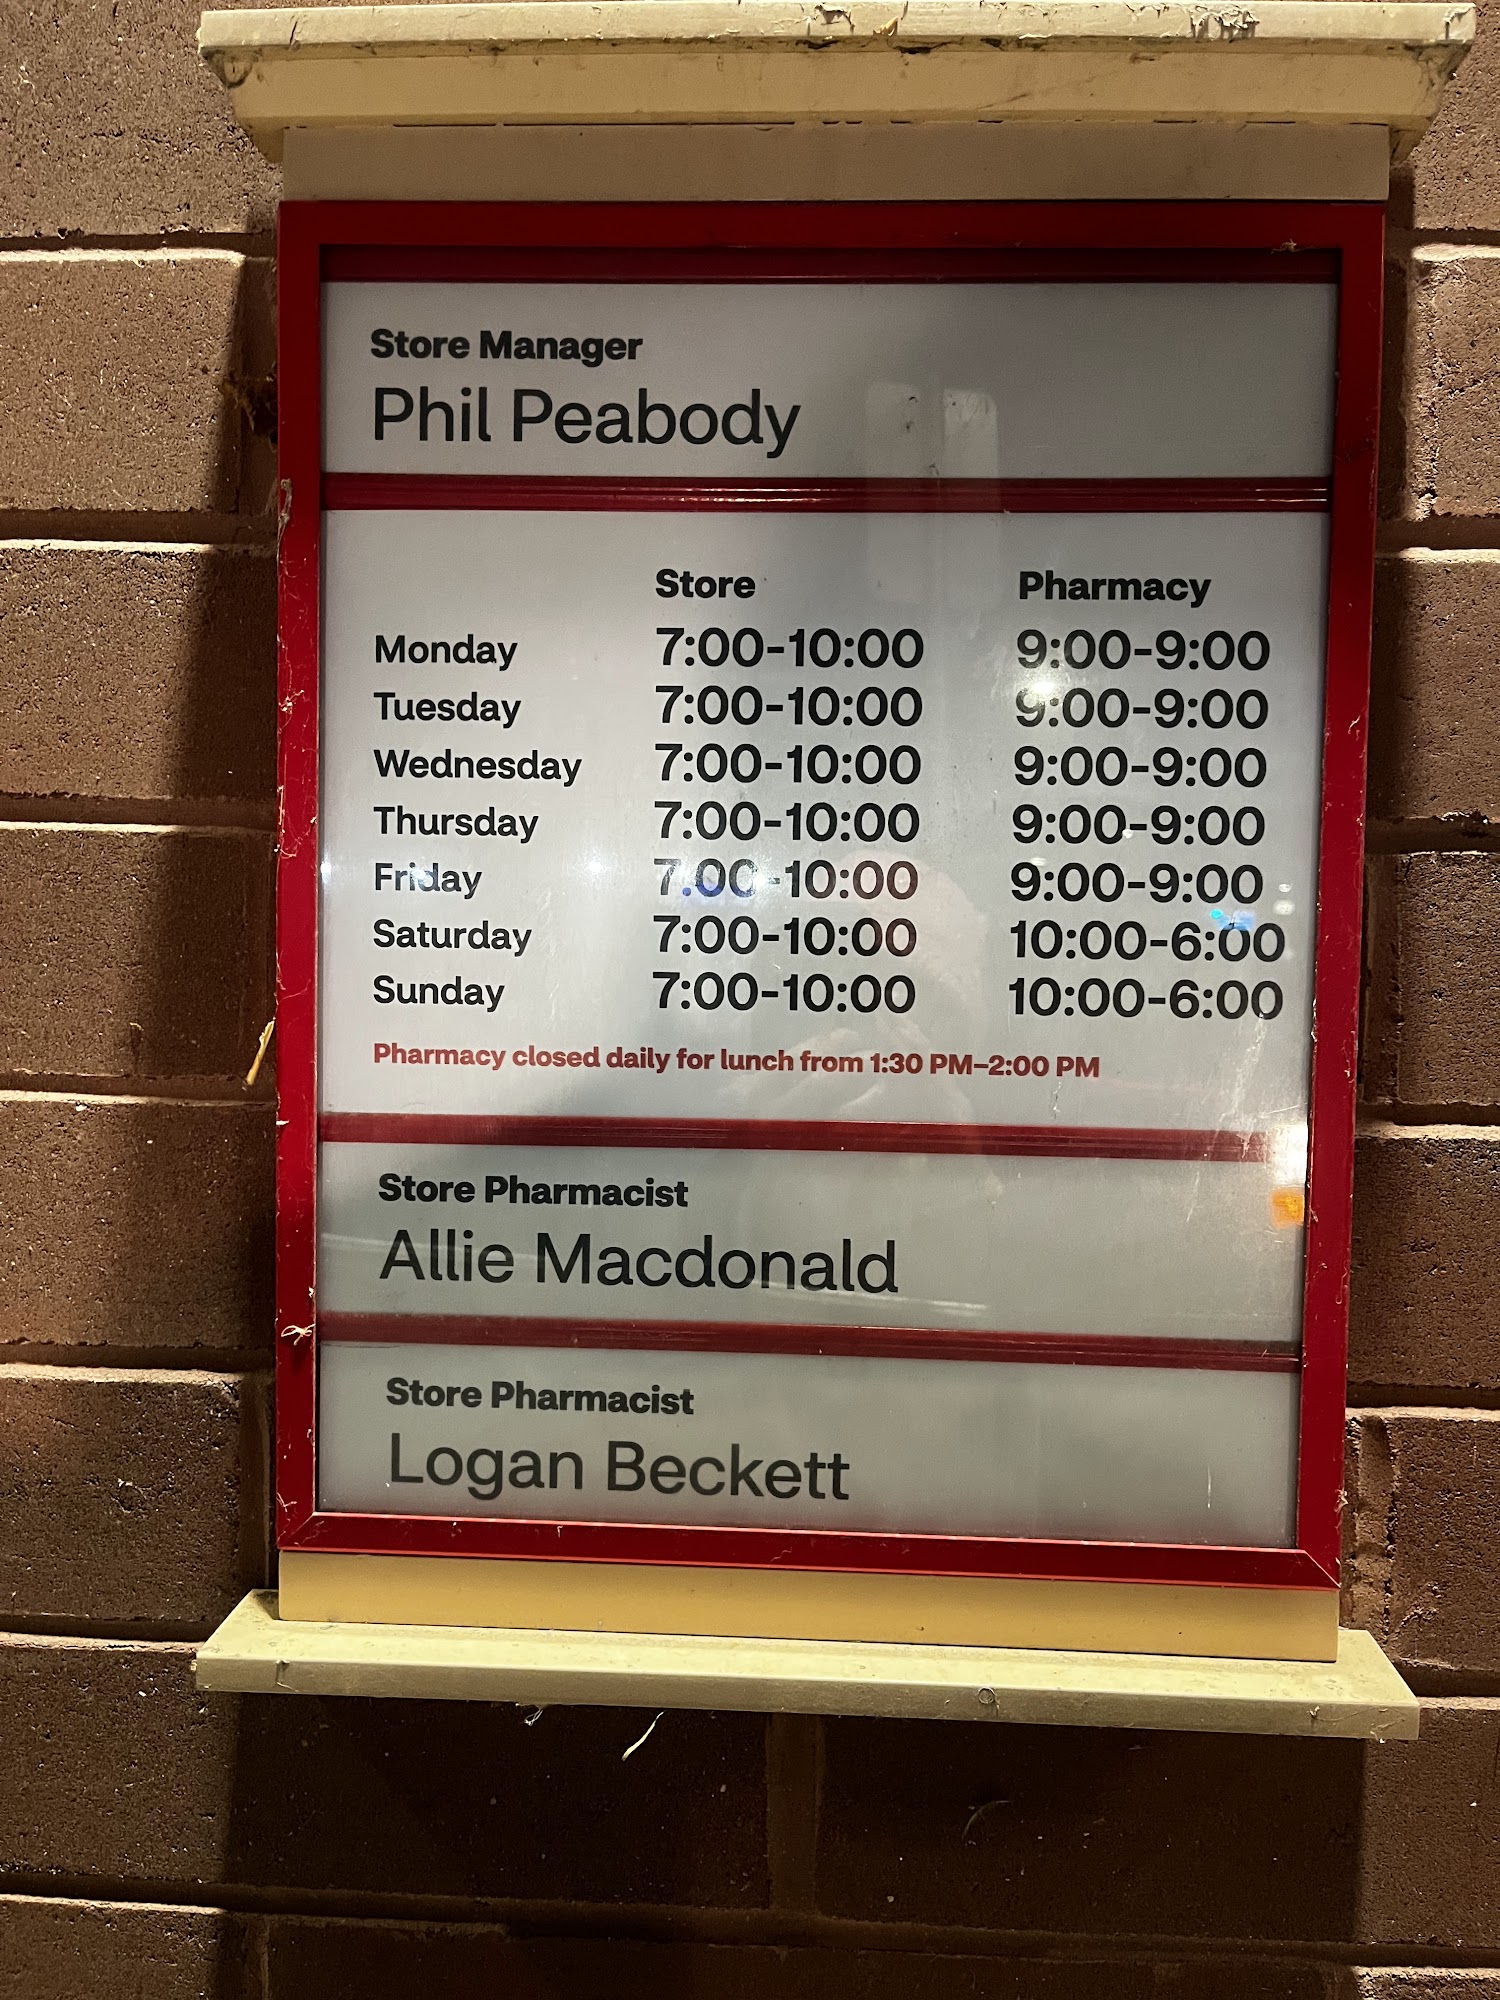 Store Manager
Phil Peabody
Store Pharmacy
Monday 7:00-10:00 9:00-9:00
Tuesday 7:00-10:00 9:00-9:00
Wednesday 7:00-10:00 9:00-9:00
Thursday 7:00-10:00 9:00-9:00
Friday 7:00-10:00 9:00-9:00
Saturday 7:00-10:00 10:00-6:00
Sunday 7:00-10:00 10:00-6:00
Pharmacy closed daily for lunch from 1:30 PM–2:00 PM
Store Pharmacist
Allie Macdonald
Store Pharmacist
Logan Beckett